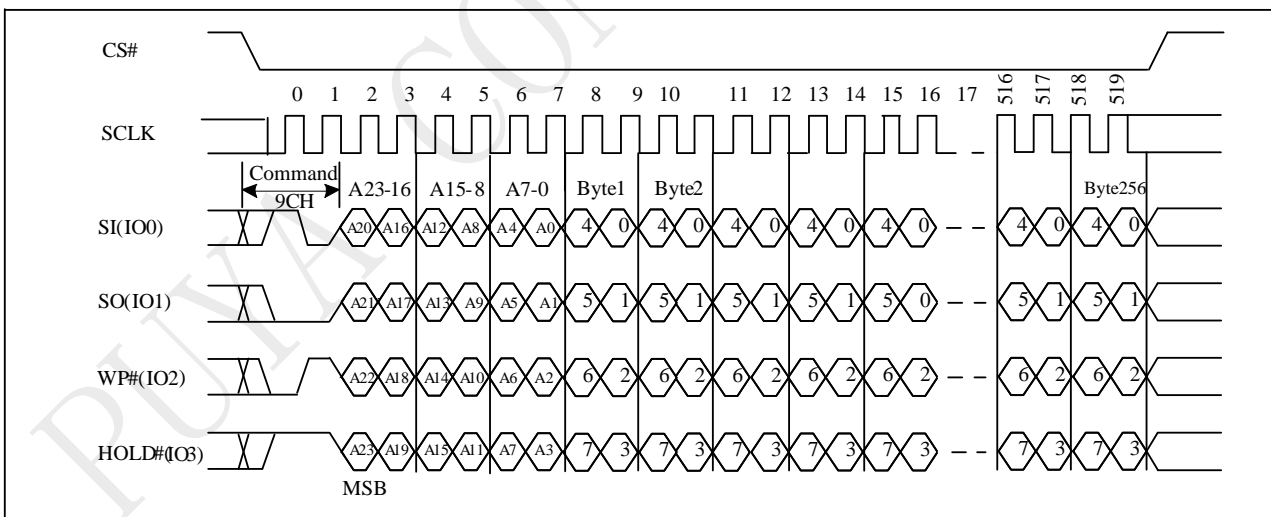 PUYA CON
CS#
0 1 2 3 4 5 6 7 8 9 10 11 12 13 14 15 16 17 516 517 518 519
SCLK
Command
9CH
A23-16 A15-8 A7-0 Byte1 Byte2 Byte256
SI(IO0) A20 A16 A12 A8 A4 A0 4 0 4 0 4 0 4 0 4 0 4 0 4 0
SO(IO1) A21 A17 A13 A9 A5 A1 5 1 5 1 5 1 5 1 5 0 5 1 5 1
WP#(IO2) A22 A18 A14 A10 A6 A2 6 2 6 2 6 2 6 2 6 2 6 2 6 2
HOLD#(IO3) A23 A19 A15 A11 A7 A3 7 3 7 3 7 3 7 3 7 3 7 3 7 3
MSB